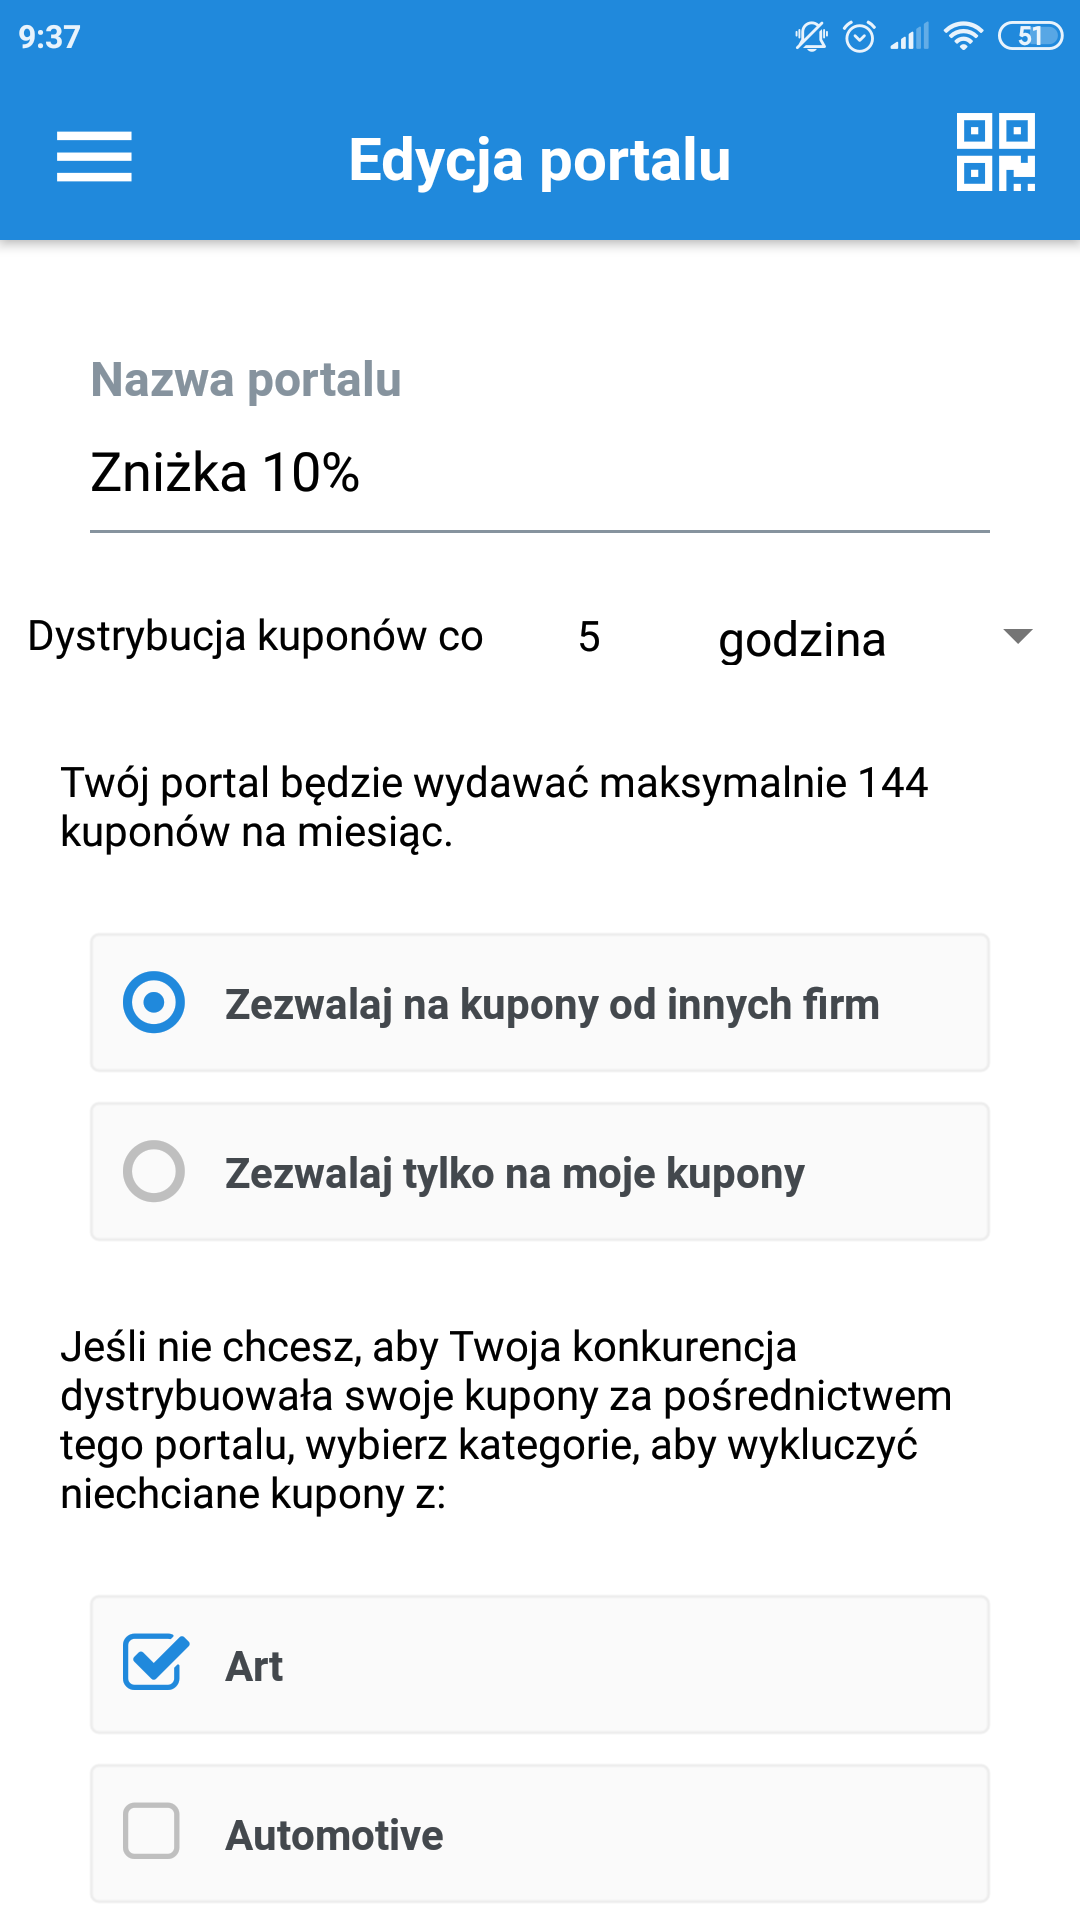 9:37
51
Edycja portalu
Nazwa portalu
Zniżka 10%
Dystrybucja kuponów co 5 godzina
Twój portal będzie wydawać maksymalnie 144
kuponów na miesiąc.
Zezwalaj na kupony od innych firm
Zezwalaj tylko na moje kupony
Jeśli nie chcesz, aby Twoja konkurencja
dystrybuowała swoje kupony za pośrednictwem
tego portalu, wybierz kategorie, aby wykluczyć
niechciane kupony z:
Art
Automotive